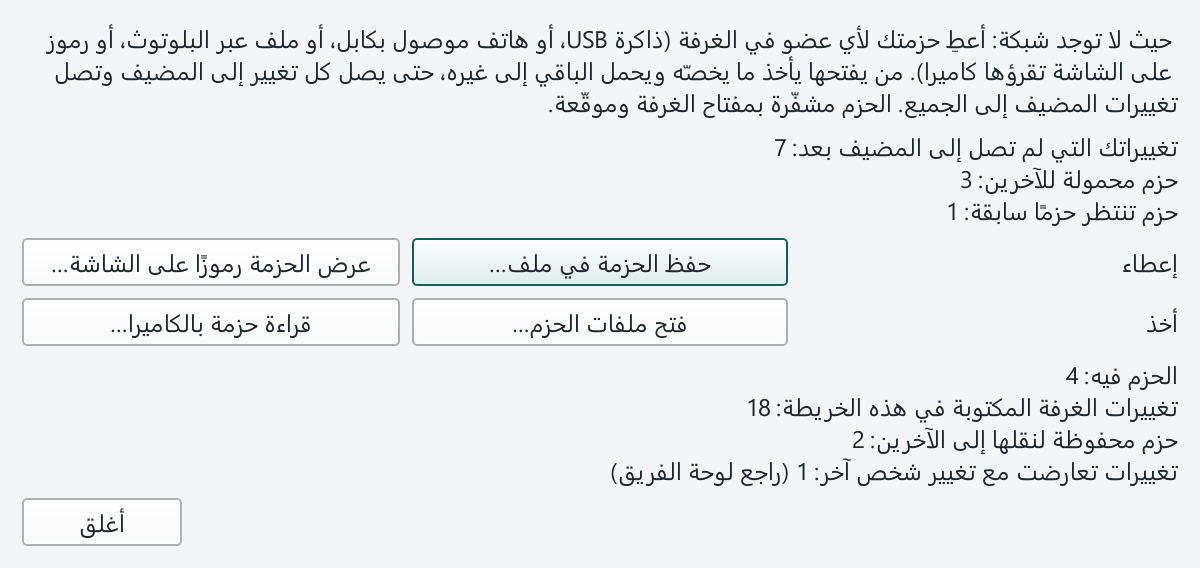 حيث لا توجد شبكة: أعطِ حزمتك لأي عضو في الغرفة (ذاكرة USB، أو هاتف موصول بكابل، أو ملف عبر البلوتوث، أو رموز
على الشاشة تقرؤها كاميرا). من يفتحها يأخذ ما يخصّه ويحمل الباقي إلى غيره، حتى يصل كل تغيير إلى المضيف وتصل
تغييرات المضيف إلى الجميع. الحزم مشفّرة بمفتاح الغرفة وموقّعة.
تغييراتك التي لم تصل إلى المضيف بعد: 7
حزم محمولة للآخرين: 3
حزم تنتظر حزمًا سابقة: 1
إعطاء
حفظ الحزمة في ملف...
عرض الحزمة رموزًا على الشاشة...
أخذ
فتح ملفات الحزم...
قراءة حزمة بالكاميرا...
الحزم فيه: 4
تغييرات الغرفة المكتوبة في هذه الخريطة: 18
حزم محفوظة لنقلها إلى الآخرين: 2
تغييرات تعارضت مع تغيير شخص آخر: 1 (راجع لوحة الفريق)
أغلق